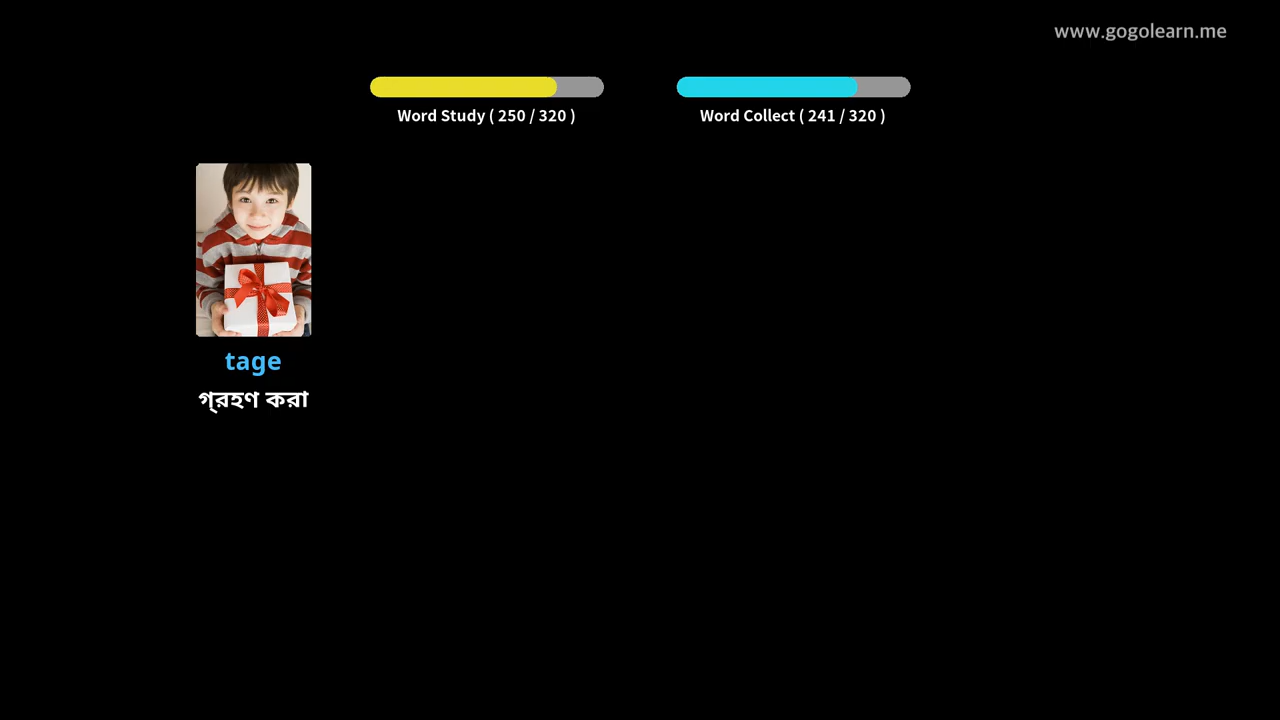 www.gogolearn.me
Word Study ( 250 / 320 )
Word Collect ( 241 / 320 )
tage
গ্রহণ করা